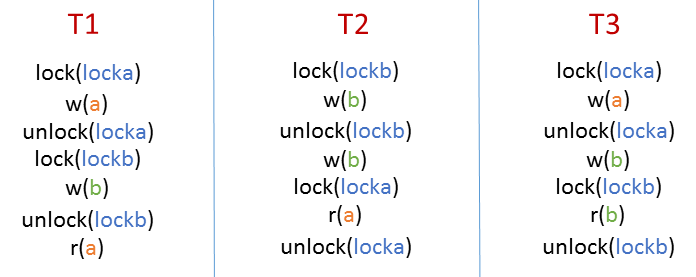 T1
lock(locka)
w(a)
unlock(locka)
lock(lockb)
w(b)
unlock(lockb)
r(a)
T2
lock(lockb)
w(b)
unlock(lockb)
w(b)
lock(locka)
r(a)
unlock(locka)
T3
lock(locka)
w(a)
unlock(locka)
w(b)
lock(lockb)
r(b)
unlock(lockb)